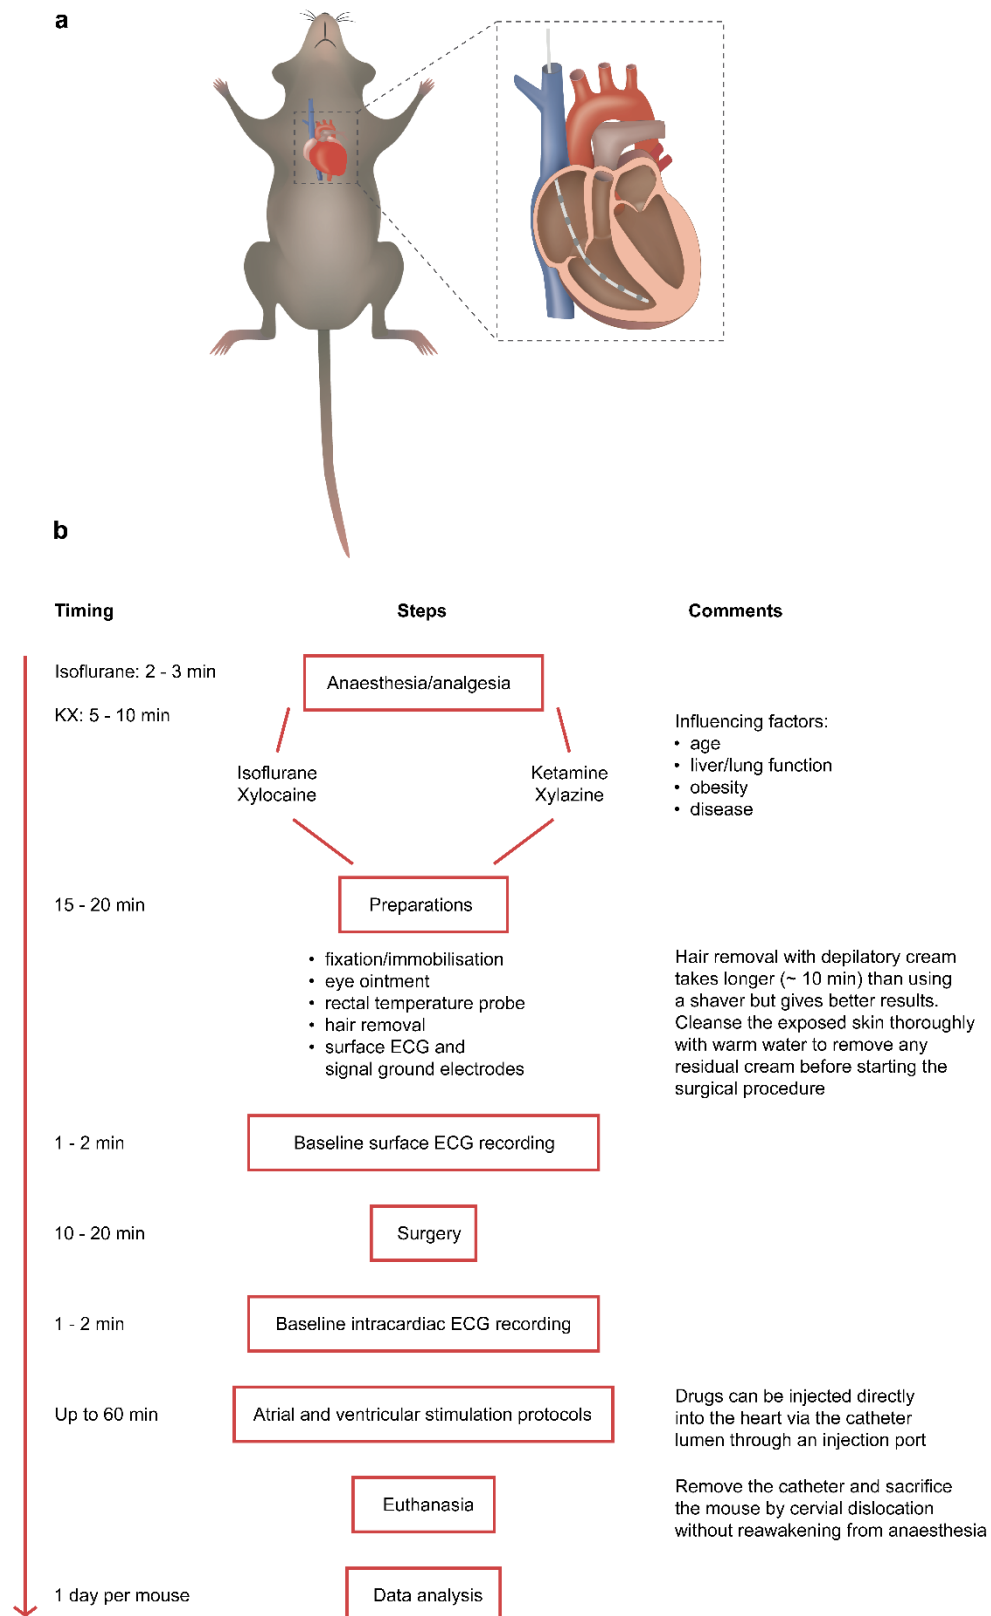 a
b
Timing
Steps
Comments
Isoflurane: 2 - 3 min
Anaesthesia/analgesia
KX: 5 - 10 min
Isoflurane
Xylocaine
Ketamine
Xylazine
Influencing factors:
• age
• liver/lung function
• obesity
• disease
15 - 20 min
Preparations
• fixation/immobilisation
• eye ointment
• rectal temperature probe
• hair removal
• surface ECG and
signal ground electrodes
Hair removal with depilatory cream
takes longer (~ 10 min) than using
a shaver but gives better results.
Cleanse the exposed skin thoroughly
with warm water to remove any
residual cream before starting the
surgical procedure
1 - 2 min
Baseline surface ECG recording
10 - 20 min
Surgery
1 - 2 min
Baseline intracardiac ECG recording
Up to 60 min
Atrial and ventricular stimulation protocols
Drugs can be injected directly
into the heart via the catheter
lumen through an injection port
Euthanasia
Remove the catheter and sacrifice
the mouse by cervial dislocation
without reawakening from anaesthesia
1 day per mouse
Data analysis